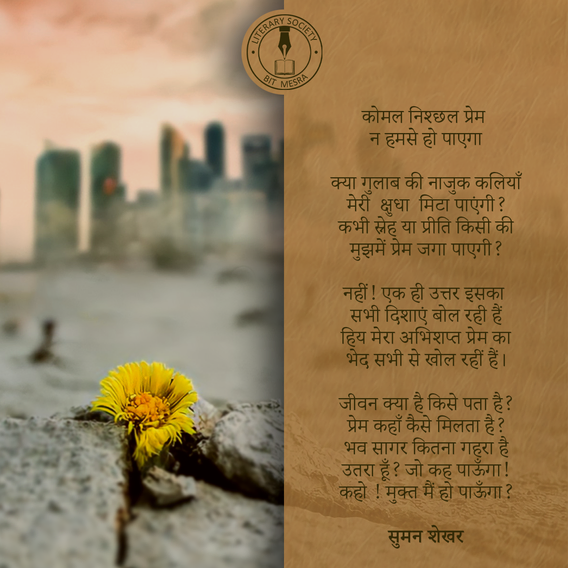 LITERARY SOCIETY
BIT MESRA
कोमल निश्छल प्रेम
न हमसे हो पाएगा
क्या गुलाब की नाजुक कलियाँ
मेरी क्षुधा मिटा पाएंगी?
कभी स्नेह या प्रीति किसी की
मुझमें प्रेम जगा पाएगी?
नहीं! एक ही उत्तर इसका
सभी दिशाएं बोल रही हैं
हिय मेरा अभिशप्त प्रेम का
भेद सभी से खोल रहीं हैं।
जीवन क्या है किसे पता है?
प्रेम कहाँ कैसे मिलता है?
भव सागर कितना गहरा है
उतरा हूँ? जो कह पाऊँगा!
कहो ! मुक्त मैं हो पाऊँगा?
सुमन शेखर